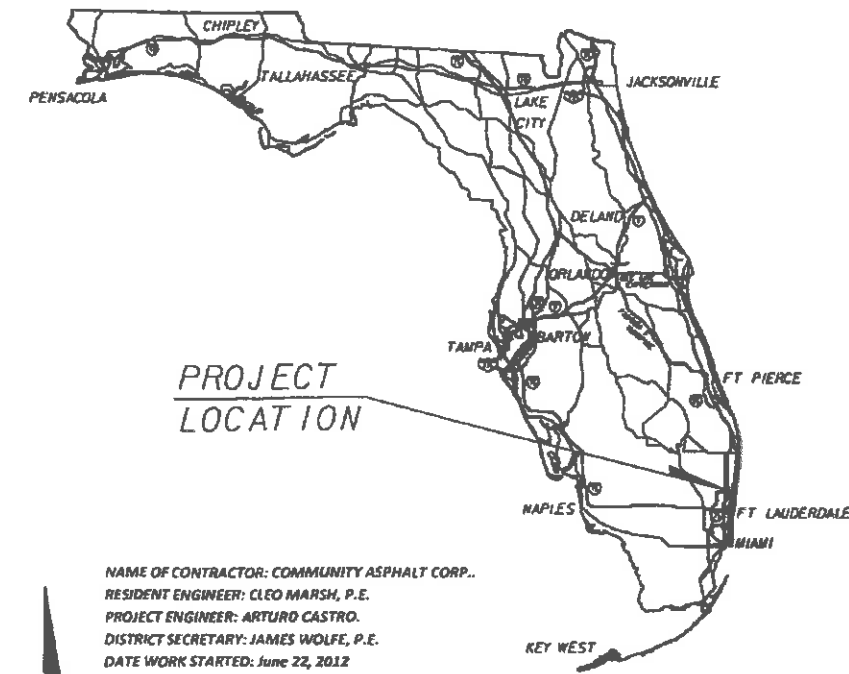 CHIPLEY
TALLAHASSEE
PENSACOLA
JACKSONVILLE
LAKE
CITY
DELAND
ORLANDO
TAMPA
BARTOW
PROJECT
LOCATION
FT PIERCE
NAPLES
FT LAUDERDALE
MIAMI
NAME OF CONTRACTOR: COMMUNITY ASPHALT CORP..
RESIDENT ENGINEER: CLEO MARSH, P.E.
PROJECT ENGINEER: ARTURO CASTRO.
DISTRICT SECRETARY: JAMES WOLFE, P.E.
DATE WORK STARTED: June 22, 2012
KEY WEST